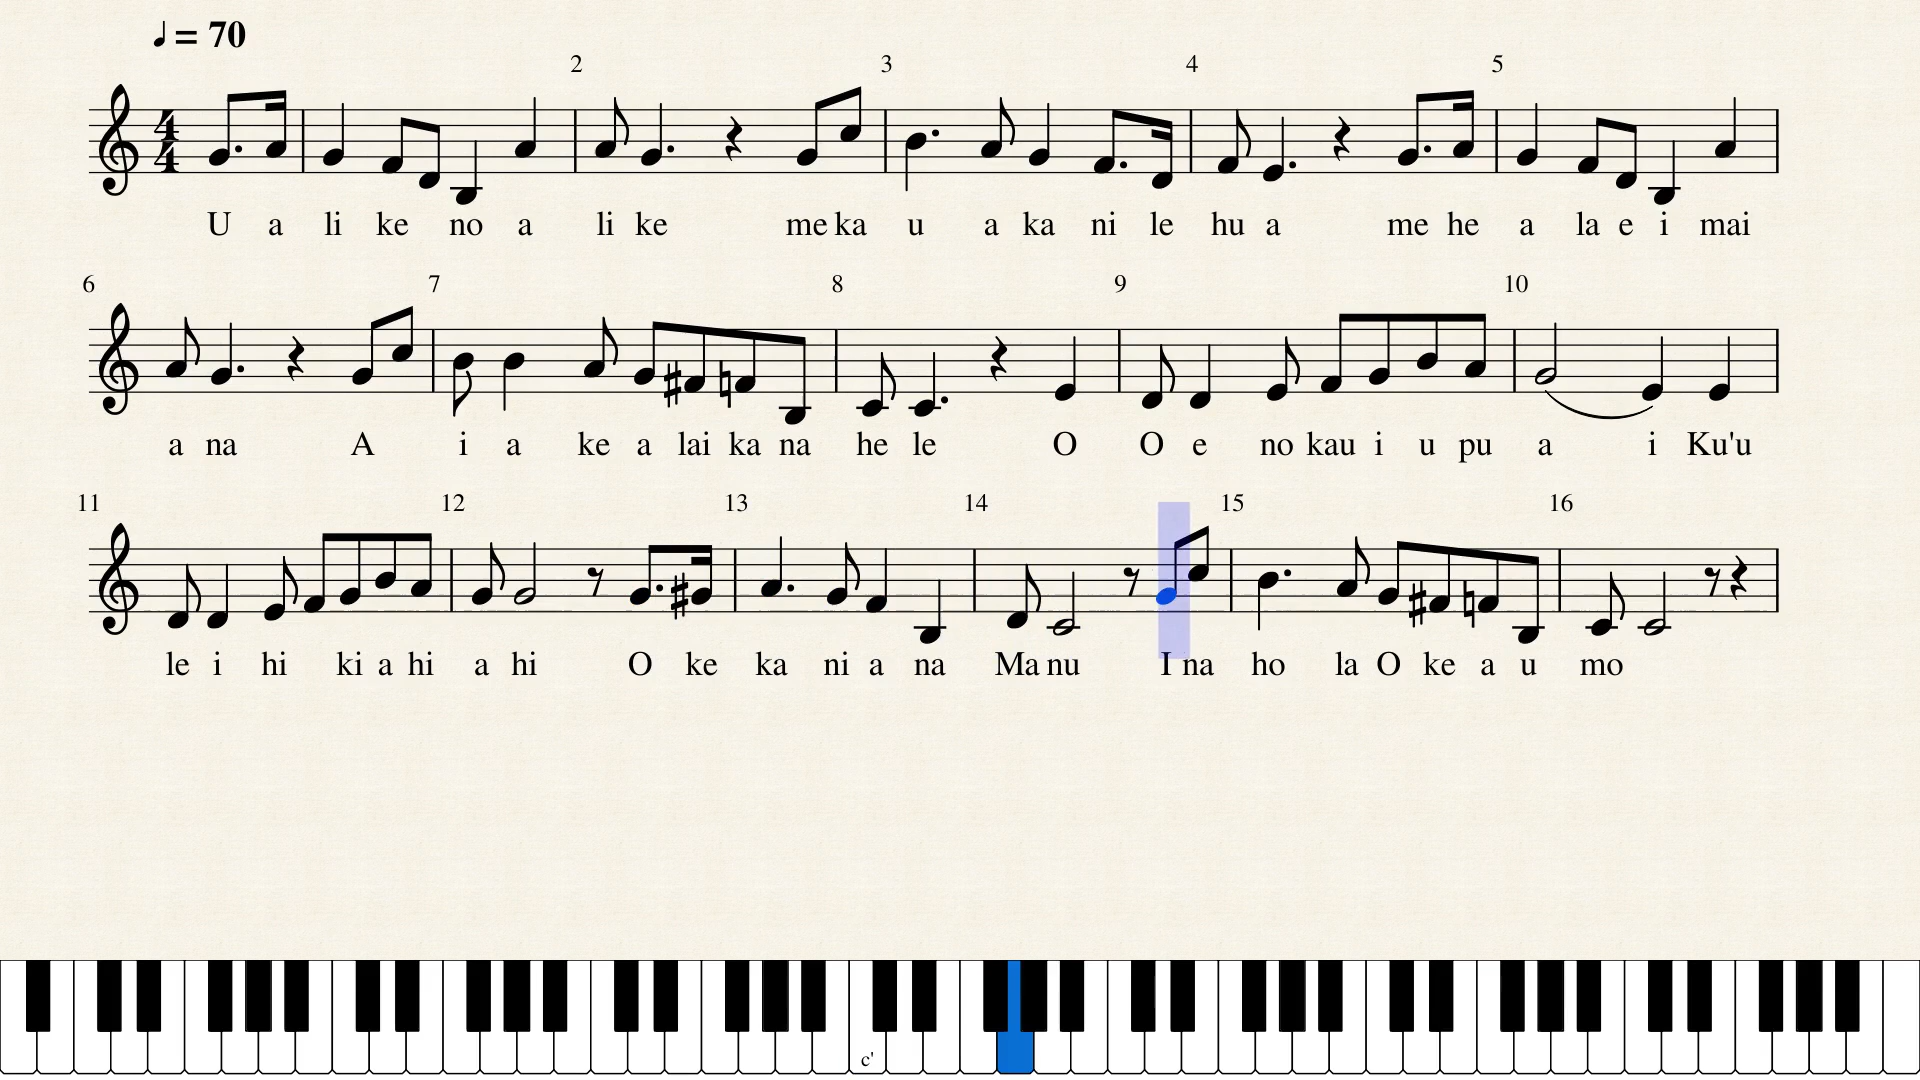 = 70
2 3 4 5
4
4
U a li ke no a li ke me ka u a ka ni le hu a me he a la e i mai
6 7 8 9 10
a na A i a ke a lai ka na he le O O e no kau i u pu a i Ku'u
11 12 13 14 15 16
le i hi ki a hi a hi O ke ka ni a na Ma nu I na ho la O ke a u mo
c'